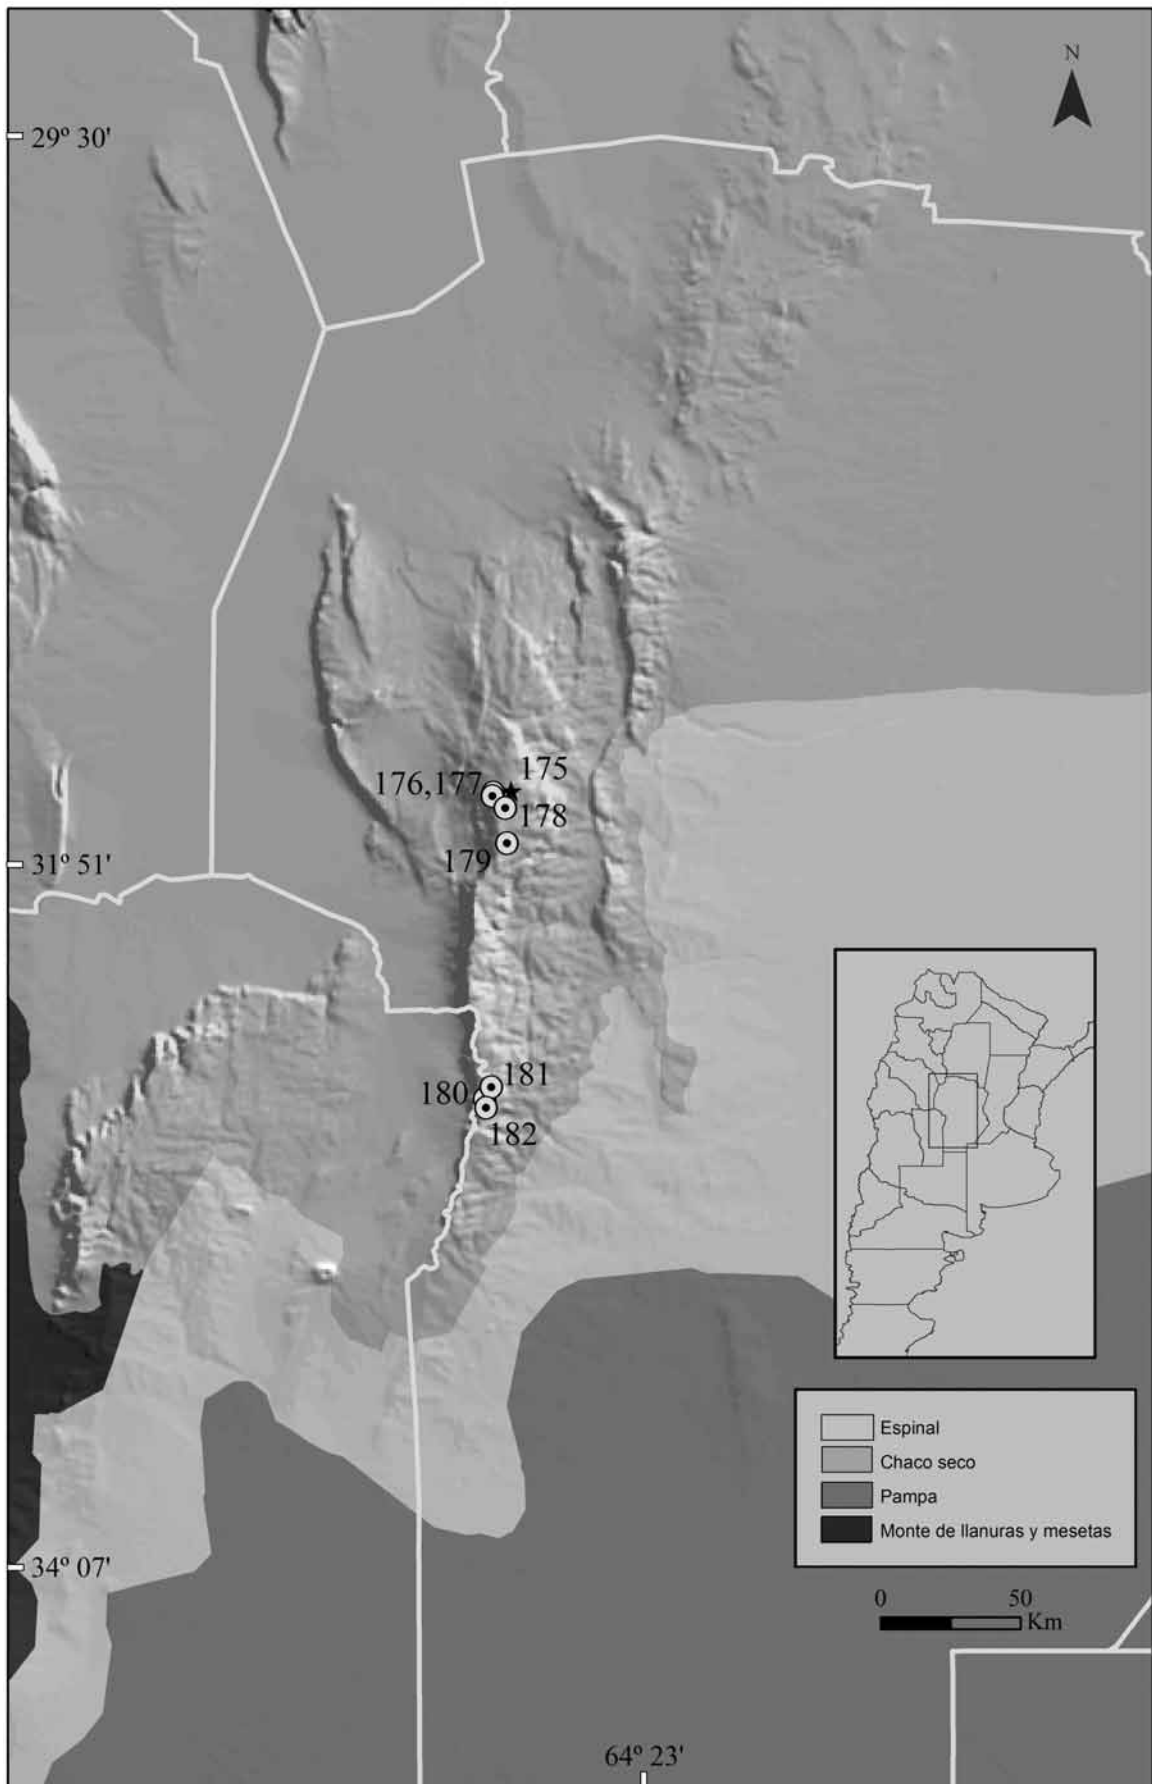 N
29º 30'
176,177
175
178
179
31º 51'
181
180
182
Espinal
Chaco seco
Pampa
Monte de llanuras y mesetas
34º 07'
0 50
Km
64º 23'